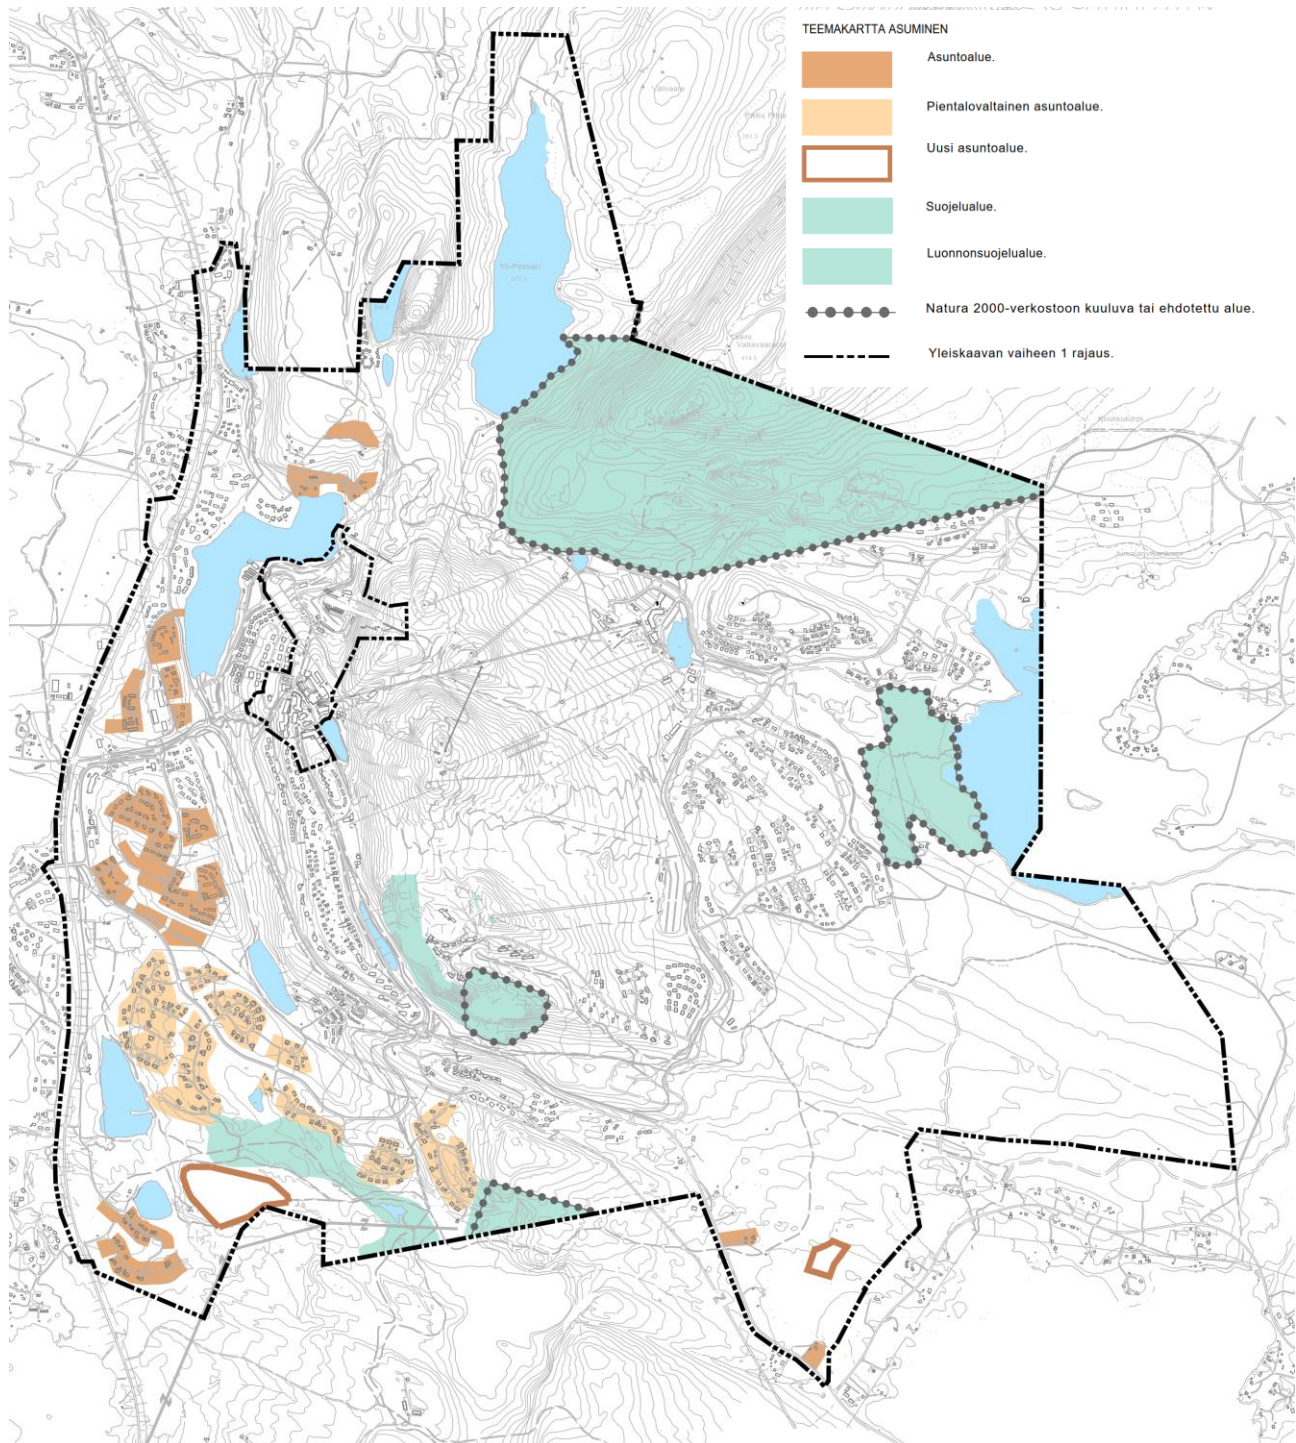 TEEMAKARTTA ASUMINEN
Asuntoalue.
Pientalovaltainen asuntoalue.
Uusi asuntoalue.
Suojelualue.
Luonnonsuojelualue.
Natura 2000-verkostoon kuuluva tai ehdotettu alue.
Yleiskaavan vaiheen 1 rajaus.
Välivaara